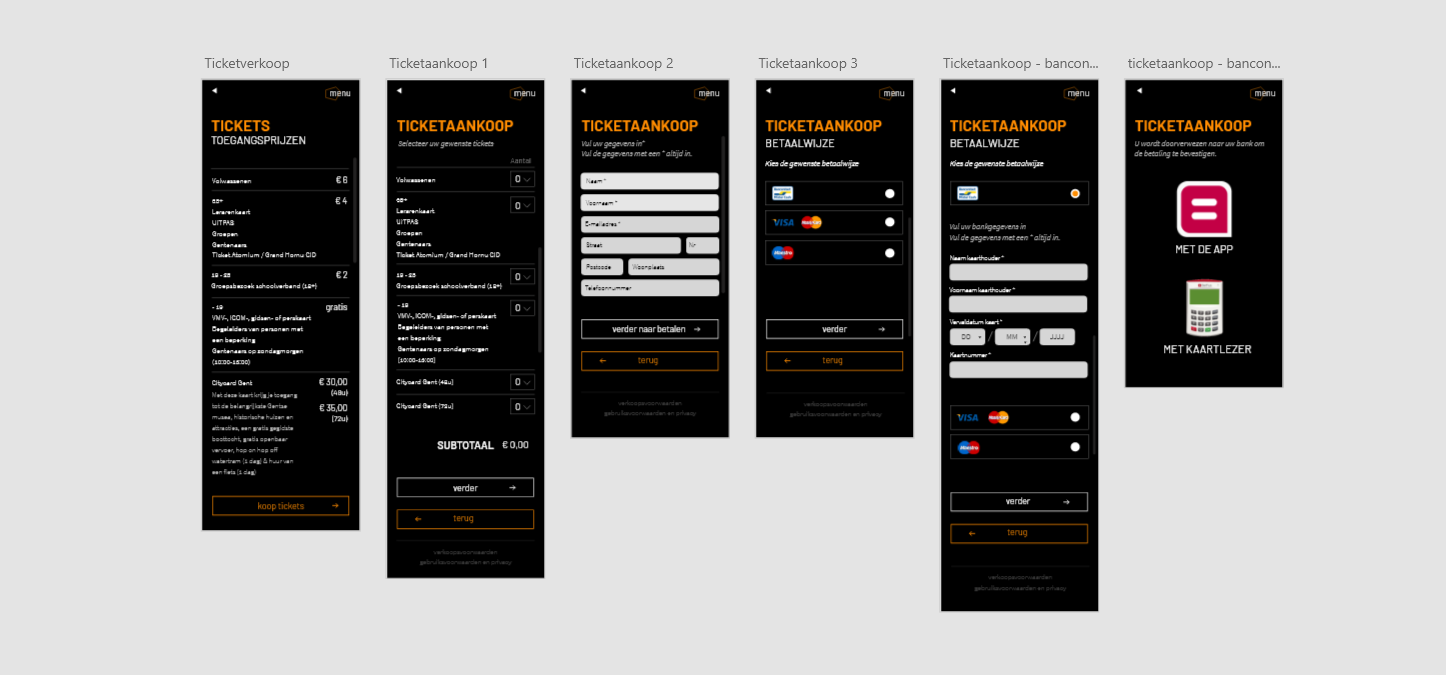 Ticketverkoop
menu
TICKETS
TOEGANGSPRIJZEN
Volwassenen € 8
65+ € 4
Lerarenkaart
UITPAS
Groepen
Gentenaars
Ticket Atomium / Grand Hornu CID
19 - 25 € 2
Groepsbezoek schoolverband (19+)
- 19 gratis
VMV-, ICOM-, gidsen- of perskaart
Begeleiders van personen met
een beperking
Gentenaars op zondagmorgen
(10:00-13:00)
Citycard Gent € 30,00
(48u)
€ 35,00
(72u)
Met deze kaart krijg je toegang
tot de belangrijkste Gentse
musea, historische huizen en
attracties, een gratis gegidste
boottocht, gratis openbaar
vervoer, hop on hop off
watertram (1 dag) & huur van
een fiets (1 dag)
koop tickets
Ticketaankoop 1
menu
TICKETAANKOOP
Selecteer uw gewenste tickets
Aantal
Volwassenen 0
65+ 0
Lerarenkaart
UITPAS
Groepen
Gentenaars
Ticket Atomium / Grand Hornu CID
19 - 25 0
Groepsbezoek schoolverband (19+)
- 19 0
VMV-, ICOM-, gidsen- of perskaart
Begeleiders van personen met
een beperking
Gentenaars op zondagmorgen
(10:00-13:00)
Citycard Gent (48u) 0
Citycard Gent (72u) 0
SUBTOTAAL € 0,00
verder
terug
verkoopsvoorwaarden
gebruiksvoorwaarden en privacy
Ticketaankoop 2
menu
TICKETAANKOOP
Vul uw gegevens in*
Vul de gegevens met een * altijd in.
Naam *
Voornaam *
E-mailadres *
Straat Nr
Postcode Woonplaats
Telefoonnummer
verder naar betalen
terug
verkoopsvoorwaarden
gebruiksvoorwaarden en privacy
Ticketaankoop 3
menu
TICKETAANKOOP
BETAALWIJZE
Kies de gewenste betaalwijze
VISA MasterCard
Maestro
verder
terug
verkoopsvoorwaarden
gebruiksvoorwaarden en privacy
Ticketaankoop - bancon...
menu
TICKETAANKOOP
BETAALWIJZE
Kies de gewenste betaalwijze
Vul uw bankgegevens in
Vul de gegevens met een * altijd in.
Naam kaarthouder *
Voornaam kaarthouder *
Vervaldatum kaart *
DD / MM / JJJJ
Kaartnummer *
VISA MasterCard
Maestro
verder
terug
verkoopsvoorwaarden
gebruiksvoorwaarden en privacy
ticketaankoop - bancon...
menu
TICKETAANKOOP
U wordt doorverwezen naar uw bank om
de betaling te bevestigen.
MET DE APP
MET KAARTLEZER